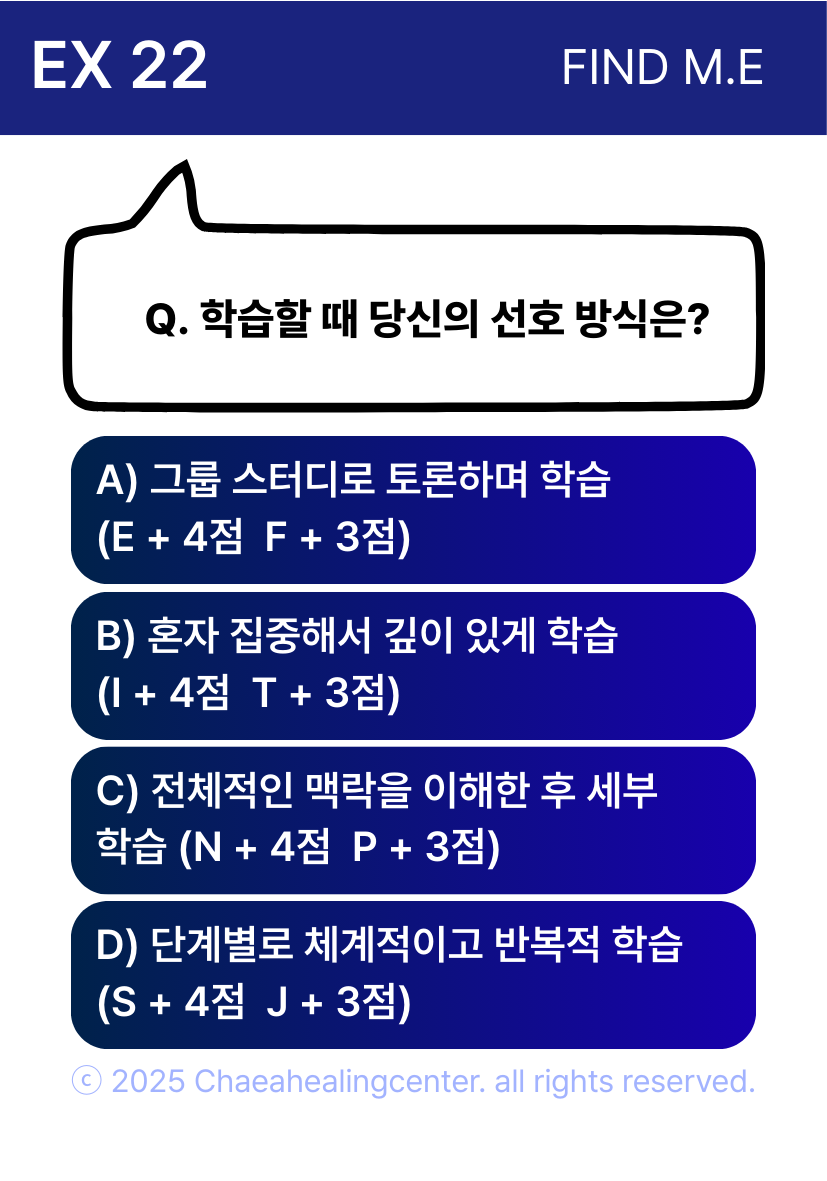 EX 22
FIND M.E
Q. 학습할 때 당신의 선호 방식은?
A) 그룹 스터디로 토론하며 학습
(E + 4점  F + 3점)
B) 혼자 집중해서 깊이 있게 학습
(I + 4점  T + 3점)
C) 전체적인 맥락을 이해한 후 세부
학습 (N + 4점  P + 3점)
D) 단계별로 체계적이고 반복적 학습
(S + 4점  J + 3점)
ⓒ 2025 Chaeahealingcenter. all rights reserved.